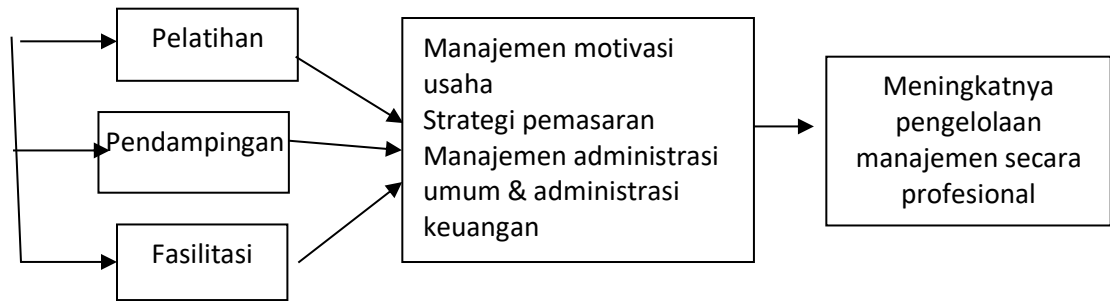 Pelatihan
Pendampingan
Fasilitasi
Manajemen motivasi
usaha
Strategi pemasaran
Manajemen administrasi
umum & administrasi
keuangan
Meningkatnya
pengelolaan
manajemen secara
profesional